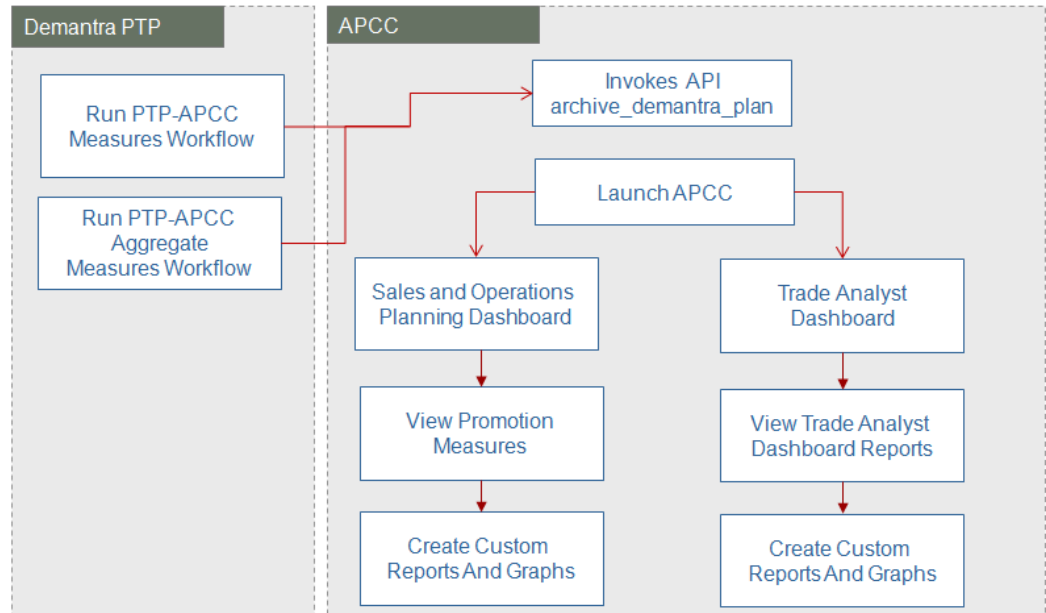 Demantra PTP
APCC
Run PTP-APCC
Measures Workflow
Run PTP-APCC
Aggregate
Measures Workflow
Invokes API
archive_demantra_plan
Launch APCC
Sales and Operations
Planning Dashboard
Trade Analyst
Dashboard
View Promotion
Measures
View Trade Analyst
Dashboard Reports
Create Custom
Reports And Graphs
Create Custom
Reports And Graphs